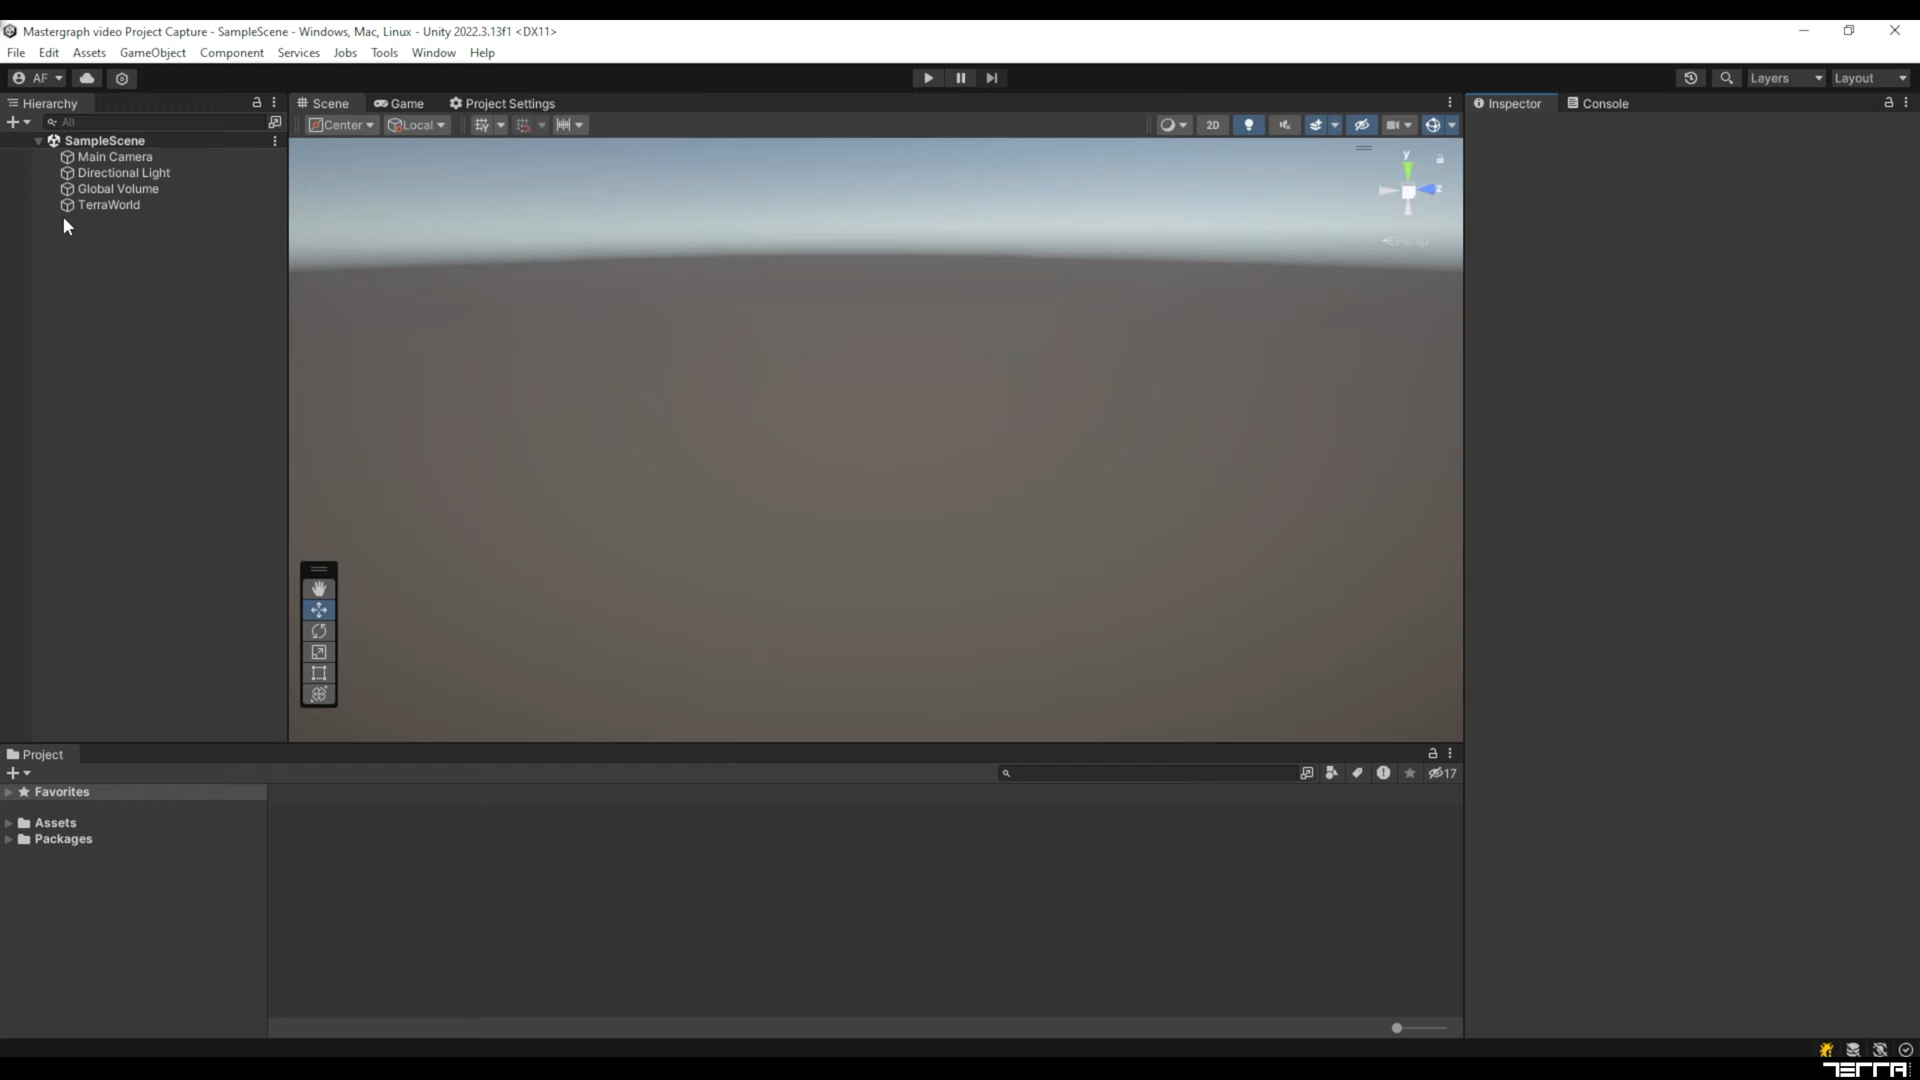 Mastergraph video Project Capture - SampleScene - Windows, Mac, Linux - Unity 2022.3.13f1 <DX11>
File Edit Assets GameObject Component Services Jobs Tools Window Help
AF Layers Layout
Hierarchy Scene Game Project Settings Inspector Console
All Center Local 2D
SampleScene
Main Camera
Directional Light
Global Volume
TerraWorld
y
z
Persp
Project
17
Favorites
Assets
Packages
TERRA